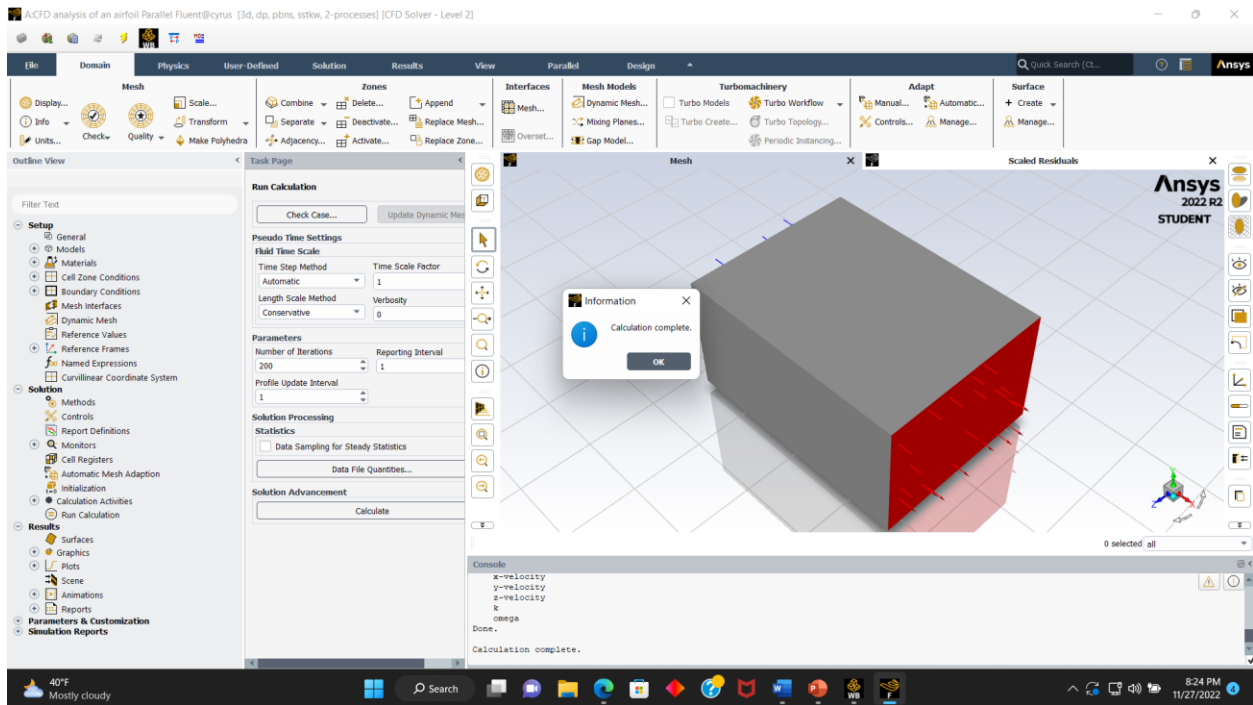 A:CFD analysis of an airfoil Parallel Fluent@cyrus [3d, dp, pbns, sstkw, 2-processes] [CFD Solver - Level 2]
WB
File Domain Physics User-Defined Solution Results View Parallel Design
Quick Search (Ct...
Ansys
Mesh
Display...
Info
Units...
Check
Quality
Scale...
Transform
Make Polyhedra
Zones
Combine
Delete...
Append
Separate
Deactivate...
Replace Mesh...
Adjacency...
Activate...
Replace Zone...
Interfaces
Mesh...
Overset...
Mesh Models
Dynamic Mesh...
Mixing Planes...
Gap Model...
Turbomachinery
Turbo Models
Turbo Workflow
Turbo Create...
Turbo Topology...
Periodic Instancing...
Adapt
Manual...
Automatic...
Controls...
Manage...
Surface
+ Create
Manage...
Outline View
Filter Text
Setup
General
Models
Materials
Cell Zone Conditions
Boundary Conditions
Mesh Interfaces
Dynamic Mesh
Reference Values
Reference Frames
Named Expressions
Curvilinear Coordinate System
Solution
Methods
Controls
Report Definitions
Monitors
Cell Registers
Automatic Mesh Adaption
Initialization
Calculation Activities
Run Calculation
Results
Surfaces
Graphics
Plots
Scene
Animations
Reports
Parameters & Customization
Simulation Reports
Task Page
Run Calculation
Check Case...
Update Dynamic Mes
Pseudo Time Settings
Fluid Time Scale
Time Step Method
Time Scale Factor
Automatic
1
Length Scale Method
Verbosity
Conservative
0
Parameters
Number of Iterations
Reporting Interval
200
1
Profile Update Interval
1
Solution Processing
Statistics
Data Sampling for Steady Statistics
Data File Quantities...
Solution Advancement
Calculate
Mesh
Scaled Residuals
Ansys
2022 R2
STUDENT
Information
Calculation complete.
OK
0 selected all
Console
x-velocity
y-velocity
z-velocity
k
omega
Done.
Calculation complete.
40°F
Mostly cloudy
Search
WB
F
8:24 PM
11/27/2022
4